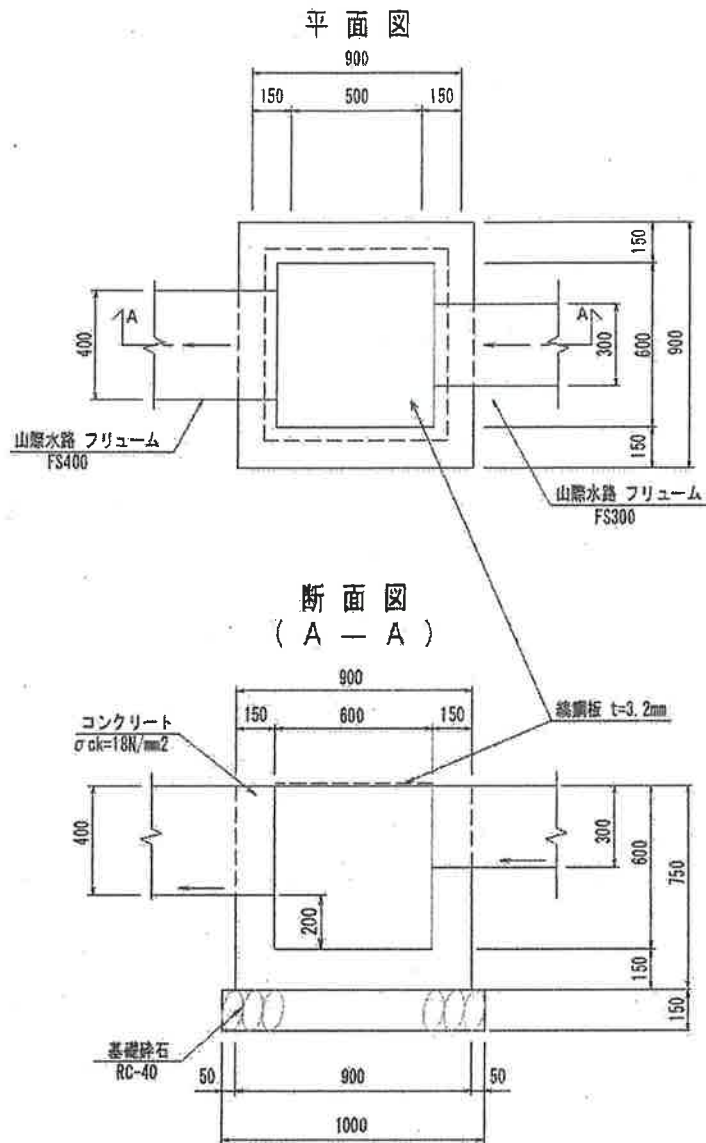 平面図
900
150 500 150
150
600
900
150
400
A
A
300
山際水路 フリューム
FS400
山際水路 フリューム
FS300
断面図
( A — A )
900
150 600 150
コンクリート
σck=18N/mm2
縞鋼板 t=3.2mm
400
200
300
600
750
150
150
基礎砕石
RC-40
50 900 50
1000